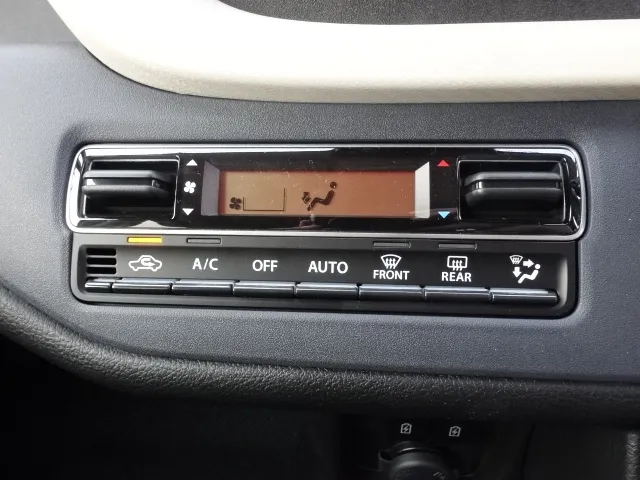 A/C OFF AUTO FRONT REAR